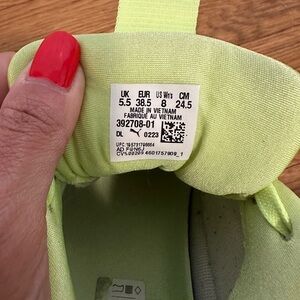 UK EUR US Wn's CM
5.5 38.5 8 24.5
MADE IN VIETNAM
FABRIQUE AU VIETNAM
392708-01
DL 0223